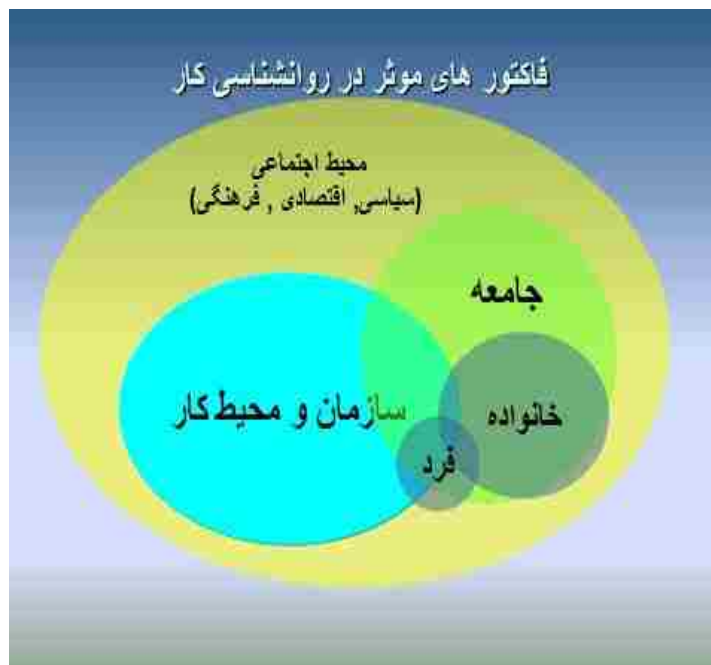 فاکتور های موثر در روانشناسی کار
محیط اجتماعی
(سیاسی, اقتصادی , فرهنگی)
جامعه
سازمان و محیط کار
خانواده
فرد